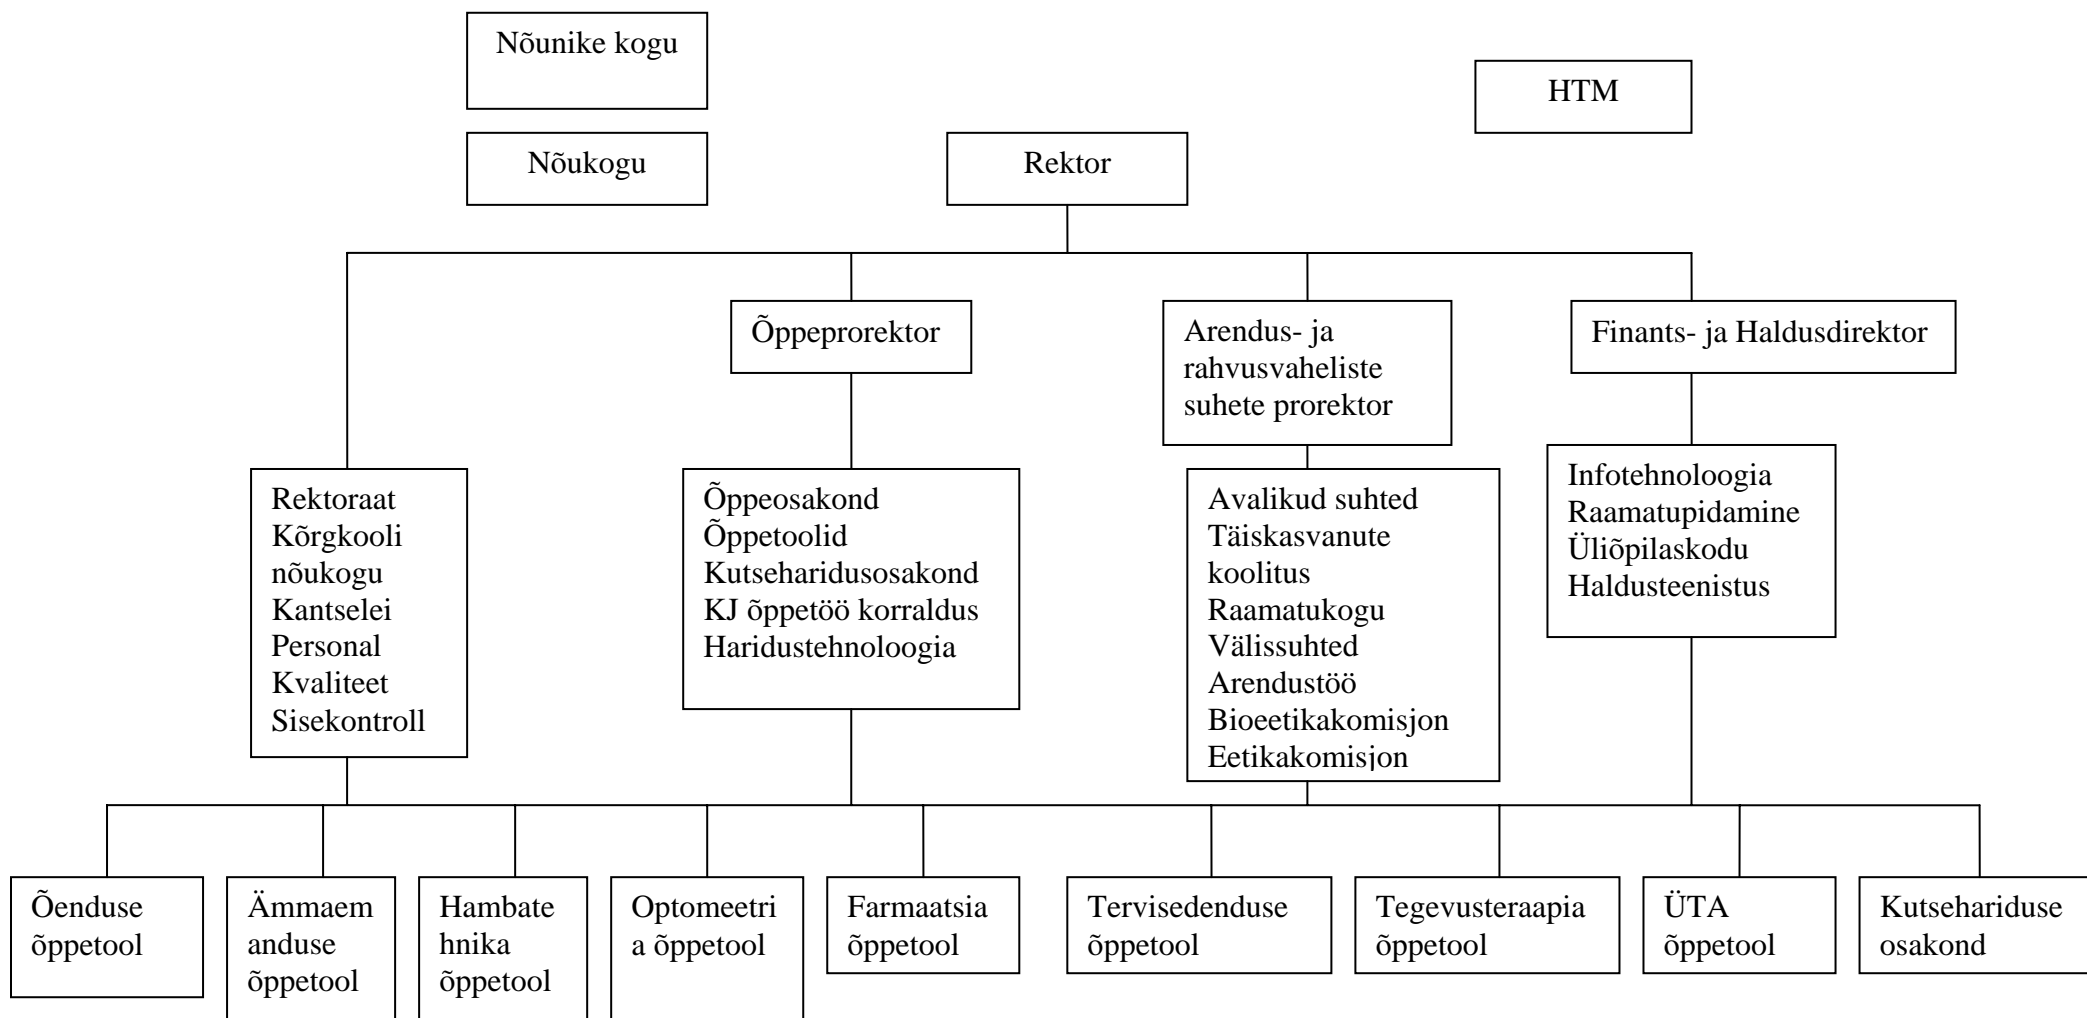 Nõunike kogu
HTM
Nõukogu
Rektor
Õppeprorektor
Arendus- ja
rahvusvaheliste
suhete prorektor
Finants- ja Haldusdirektor
Rektoraat
Kõrgkooli
nõukogu
Kantselei
Personal
Kvaliteet
Sisekontroll
Õppeosakond
Õppetoolid
Kutseharidusosakond
KJ õppetöö korraldus
Haridustehnoloogia
Avalikud suhted
Täiskasvanute
koolitus
Raamatukogu
Välissuhted
Arendustöö
Bioeetikakomisjon
Eetikakomisjon
Infotehnoloogia
Raamatupidamine
Üliõpilaskodu
Haldusteenistus
Õenduse
õppetool
Ämmaem
anduse
õppetool
Hambate
hnika
õppetool
Optomeetri
a õppetool
Farmaatsia
õppetool
Tervisedenduse
õppetool
Tegevusteraapia
õppetool
ÜTA
õppetool
Kutsehariduse
osakond